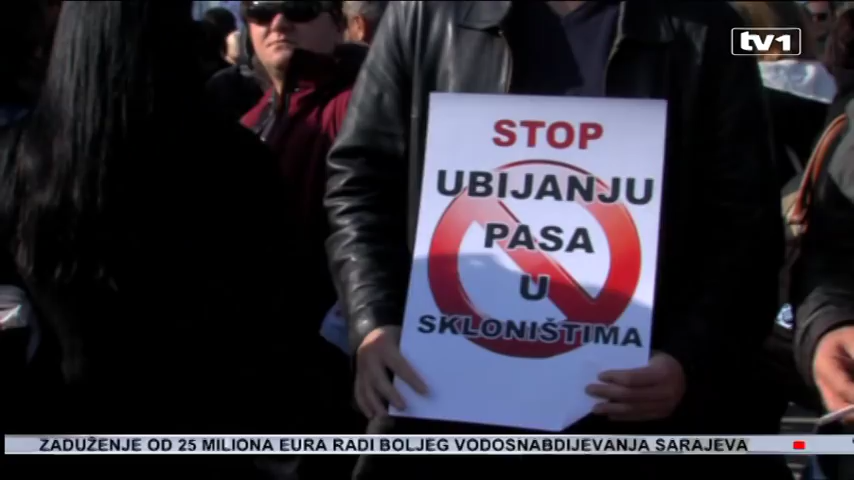 tv1
STOP
UBIJANJU
PASA
U
SKLONIŠTIMA
ZADUŽENJE OD 25 MILIONA EURA RADI BOLJEG VODOSNABDIJEVANJA SARAJEVA